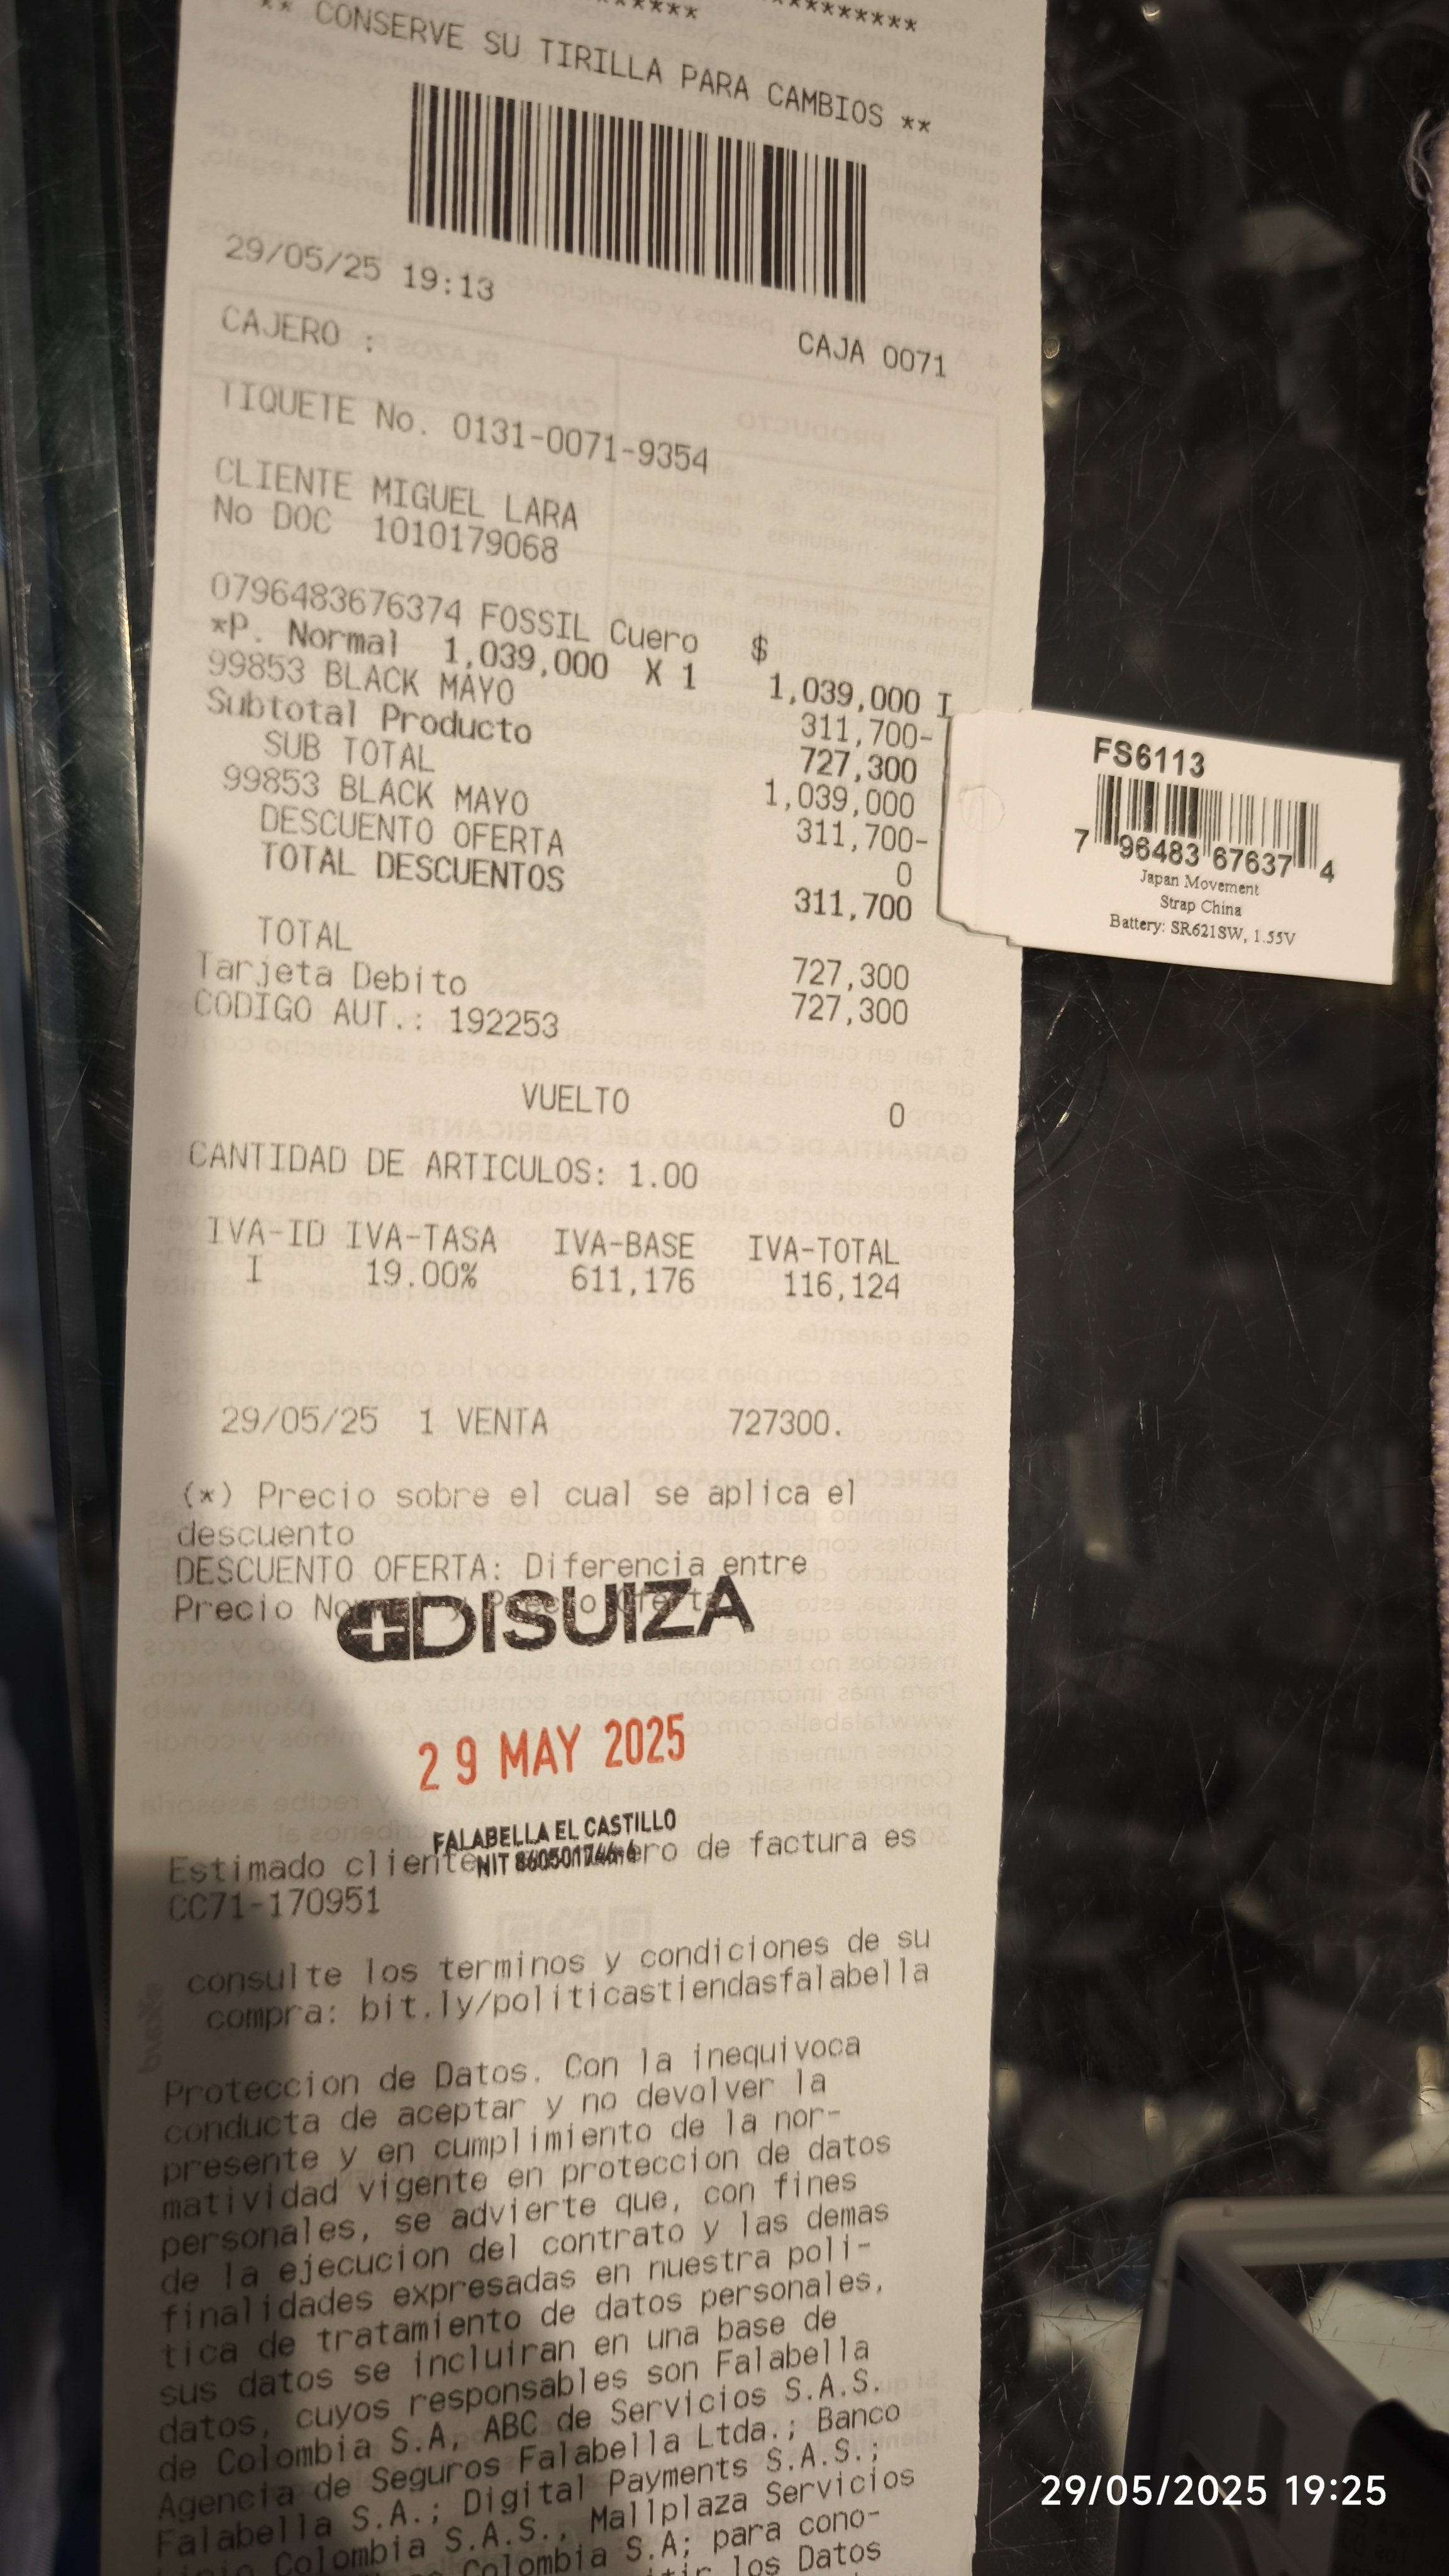 ** CONSERVE SU TIRILLA PARA CAMBIOS **
29/05/25 19:13
CAJERO :
CAJA 0071
TIQUETE No. 0131-0071-9354
CLIENTE MIGUEL LARA
No DOC 1010179068
0796483676374 FOSSIL Cuero $
*P. Normal 1,039,000 X 1 1,039,000 I
99853 BLACK MAYO 311,700-
Subtotal Producto 727,300
SUB TOTAL 1,039,000
99853 BLACK MAYO 311,700-
DESCUENTO OFERTA 0
TOTAL DESCUENTOS 311,700
TOTAL 727,300
Tarjeta Debito 727,300
CODIGO AUT.: 192253
VUELTO 0
CANTIDAD DE ARTICULOS: 1.00
IVA-ID IVA-TASA IVA-BASE IVA-TOTAL
I 19.00% 611,176 116,124
29/05/25 1 VENTA 727300.
(*) Precio sobre el cual se aplica el
descuento
DESCUENTO OFERTA: Diferencia entre
Precio Normal y Precio Oferta
DISUIZA
29 MAY 2025
FALABELLA EL CASTILLO
NIT
Estimado cliente de factura es
CC71-170951
consulte los terminos y condiciones de su
compra: bit.ly/politicastiendasfalabella
Proteccion de Datos. Con la inequivoca
conducta de aceptar y no devolver la
presente y en cumplimiento de la nor-
matividad vigente en proteccion de datos
personales, se advierte que, con fines
de la ejecucion del contrato y las demas
finalidades expresadas en nuestra poli-
tica de tratamiento de datos personales,
sus datos se incluiran en una base de
datos, cuyos responsables son Falabella
de Colombia S.A, ABC de Servicios S.A.S.
Agencia de Seguros Falabella Ltda.; Banco
Falabella S.A.; Digital Payments S.A.S.;
Colombia S.A.S., Mallplaza Servicios
Colombia S.A; para cono-
los Datos
FS6113
7 96483 67637 4
Japan Movement
Strap China
Battery: SR621SW, 1.55V
29/05/2025 19:25